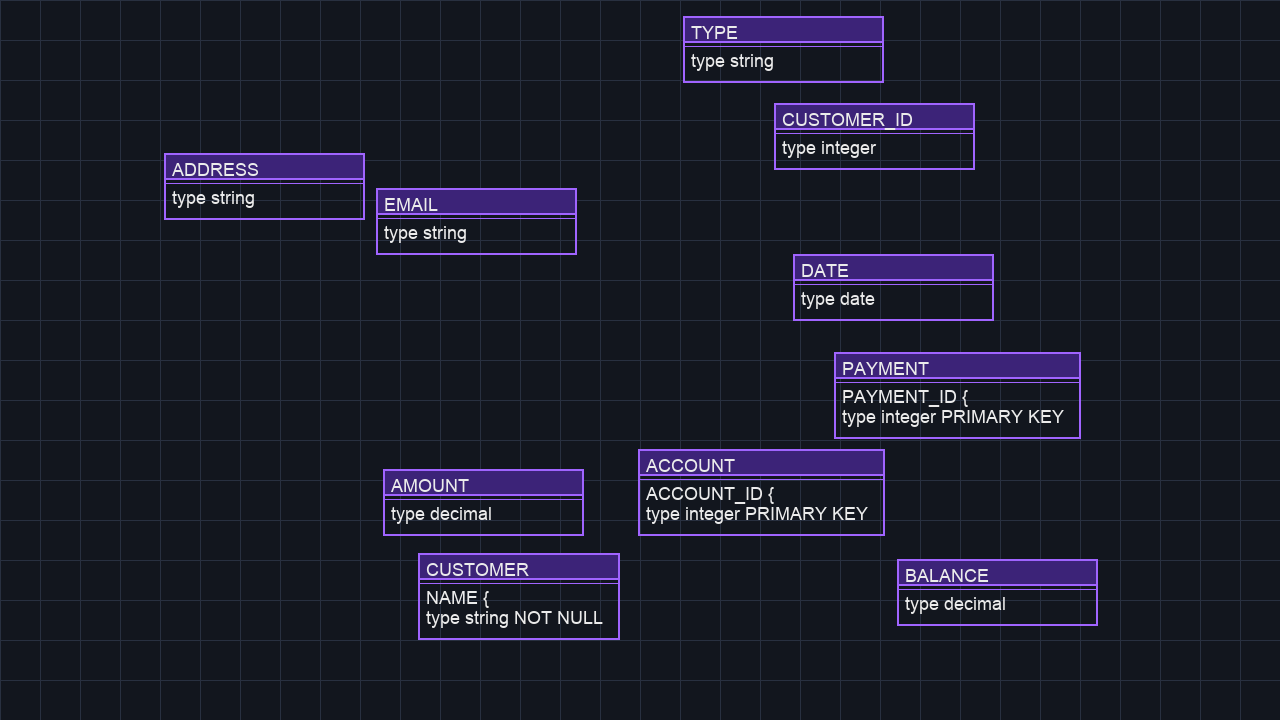 TYPE
type string
CUSTOMER_ID
type integer
ADDRESS
type string
EMAIL
type string
DATE
type date
PAYMENT
PAYMENT_ID {
type integer PRIMARY KEY
ACCOUNT
ACCOUNT_ID {
type integer PRIMARY KEY
AMOUNT
type decimal
CUSTOMER
NAME {
type string NOT NULL
BALANCE
type decimal